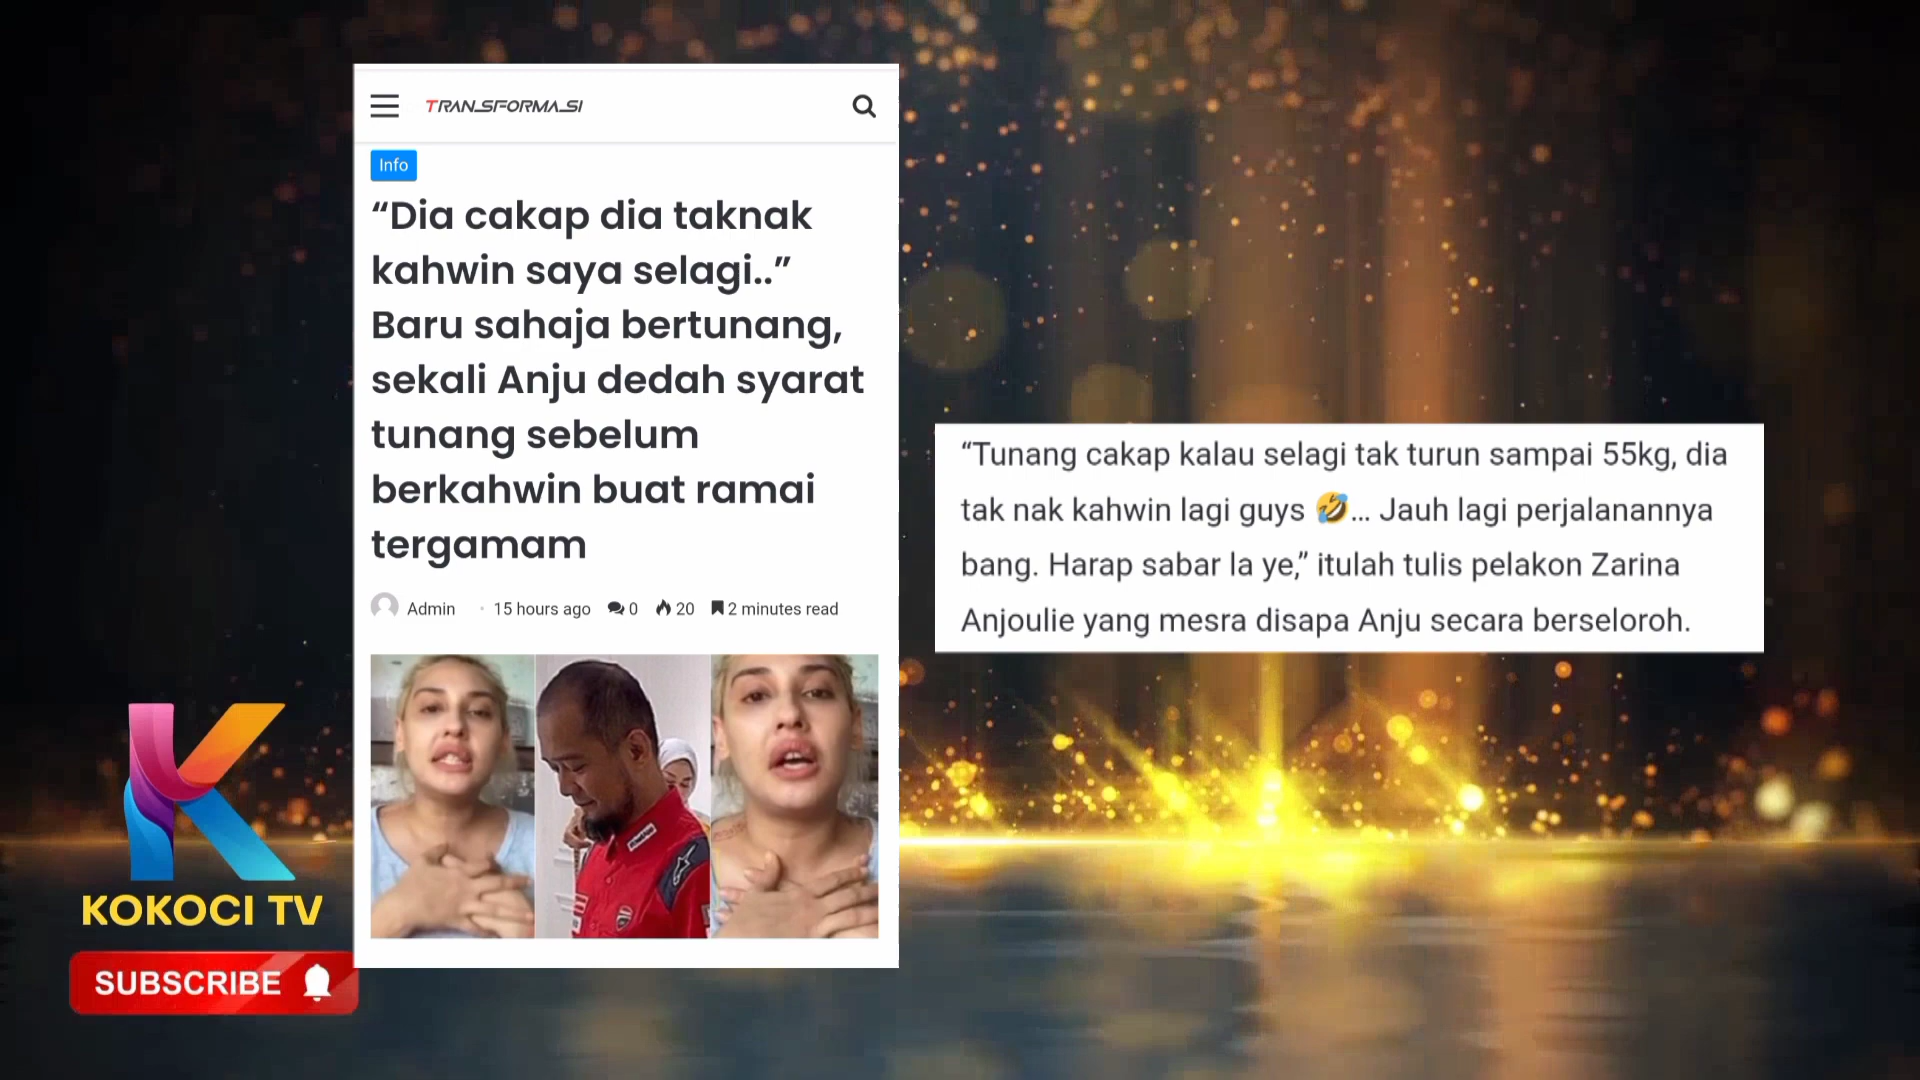 TRANSFORMASI
Info
“Dia cakap dia taknak
kahwin saya selagi..”
Baru sahaja bertunang,
sekali Anju dedah syarat
tunang sebelum
berkahwin buat ramai
tergamam
Admin • 15 hours ago 0 20 2 minutes read
“Tunang cakap kalau selagi tak turun sampai 55kg, dia
tak nak kahwin lagi guys 🤣... Jauh lagi perjalanannya
bang. Harap sabar la ye,” itulah tulis pelakon Zarina
Anjoulie yang mesra disapa Anju secara berseloroh.
KOKOCI TV
SUBSCRIBE